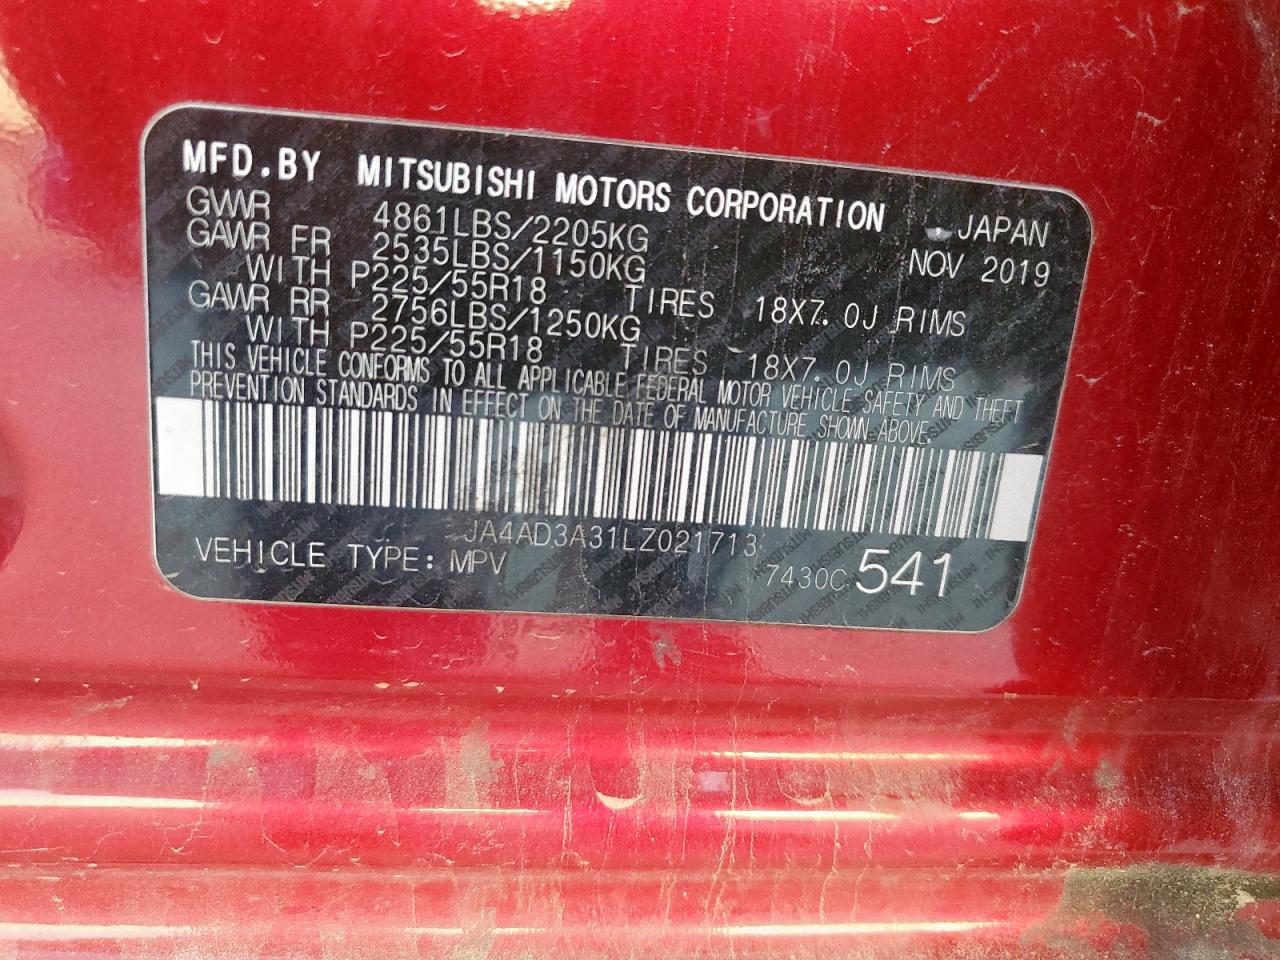 MFD.BY MITSUBISHI MOTORS CORPORATION JAPAN
GVWR 4861LBS/2205KG NOV 2019
GAWR FR 2535LBS/1150KG
WITH P225/55R18 TIRES 18X7.0J RIMS
GAWR RR 2756LBS/1250KG
WITH P225/55R18 TIRES 18X7.0J RIMS
THIS VEHICLE CONFORMS TO ALL APPLICABLE FEDERAL MOTOR VEHICLE SAFETY AND THEFT
PREVENTION STANDARDS IN EFFECT ON THE DATE OF MANUFACTURE SHOWN ABOVE
JA4AD3A31LZ021713
VEHICLE TYPE: MPV 7430C 541